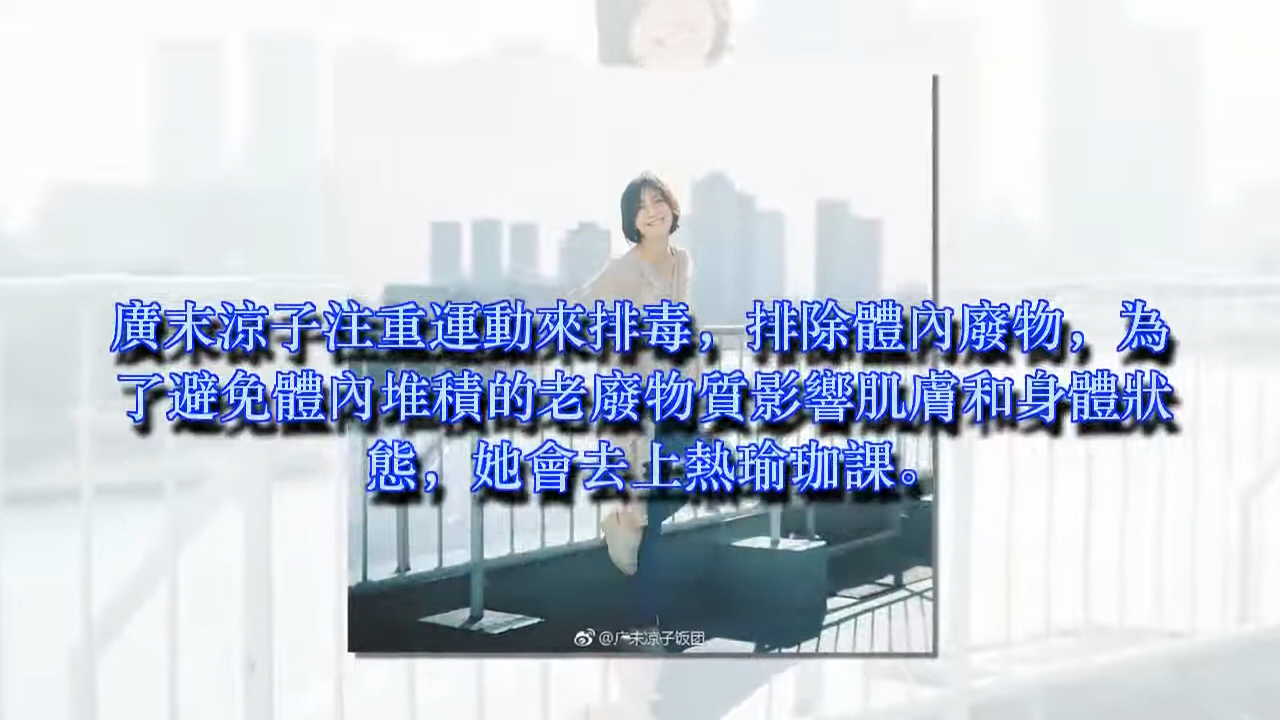 廣末涼子注重運動來排毒，排除體內廢物，為
了避免體內堆積的老廢物質影響肌膚和身體狀
態，她會去上熱瑜珈課。
@广末凉子饭团